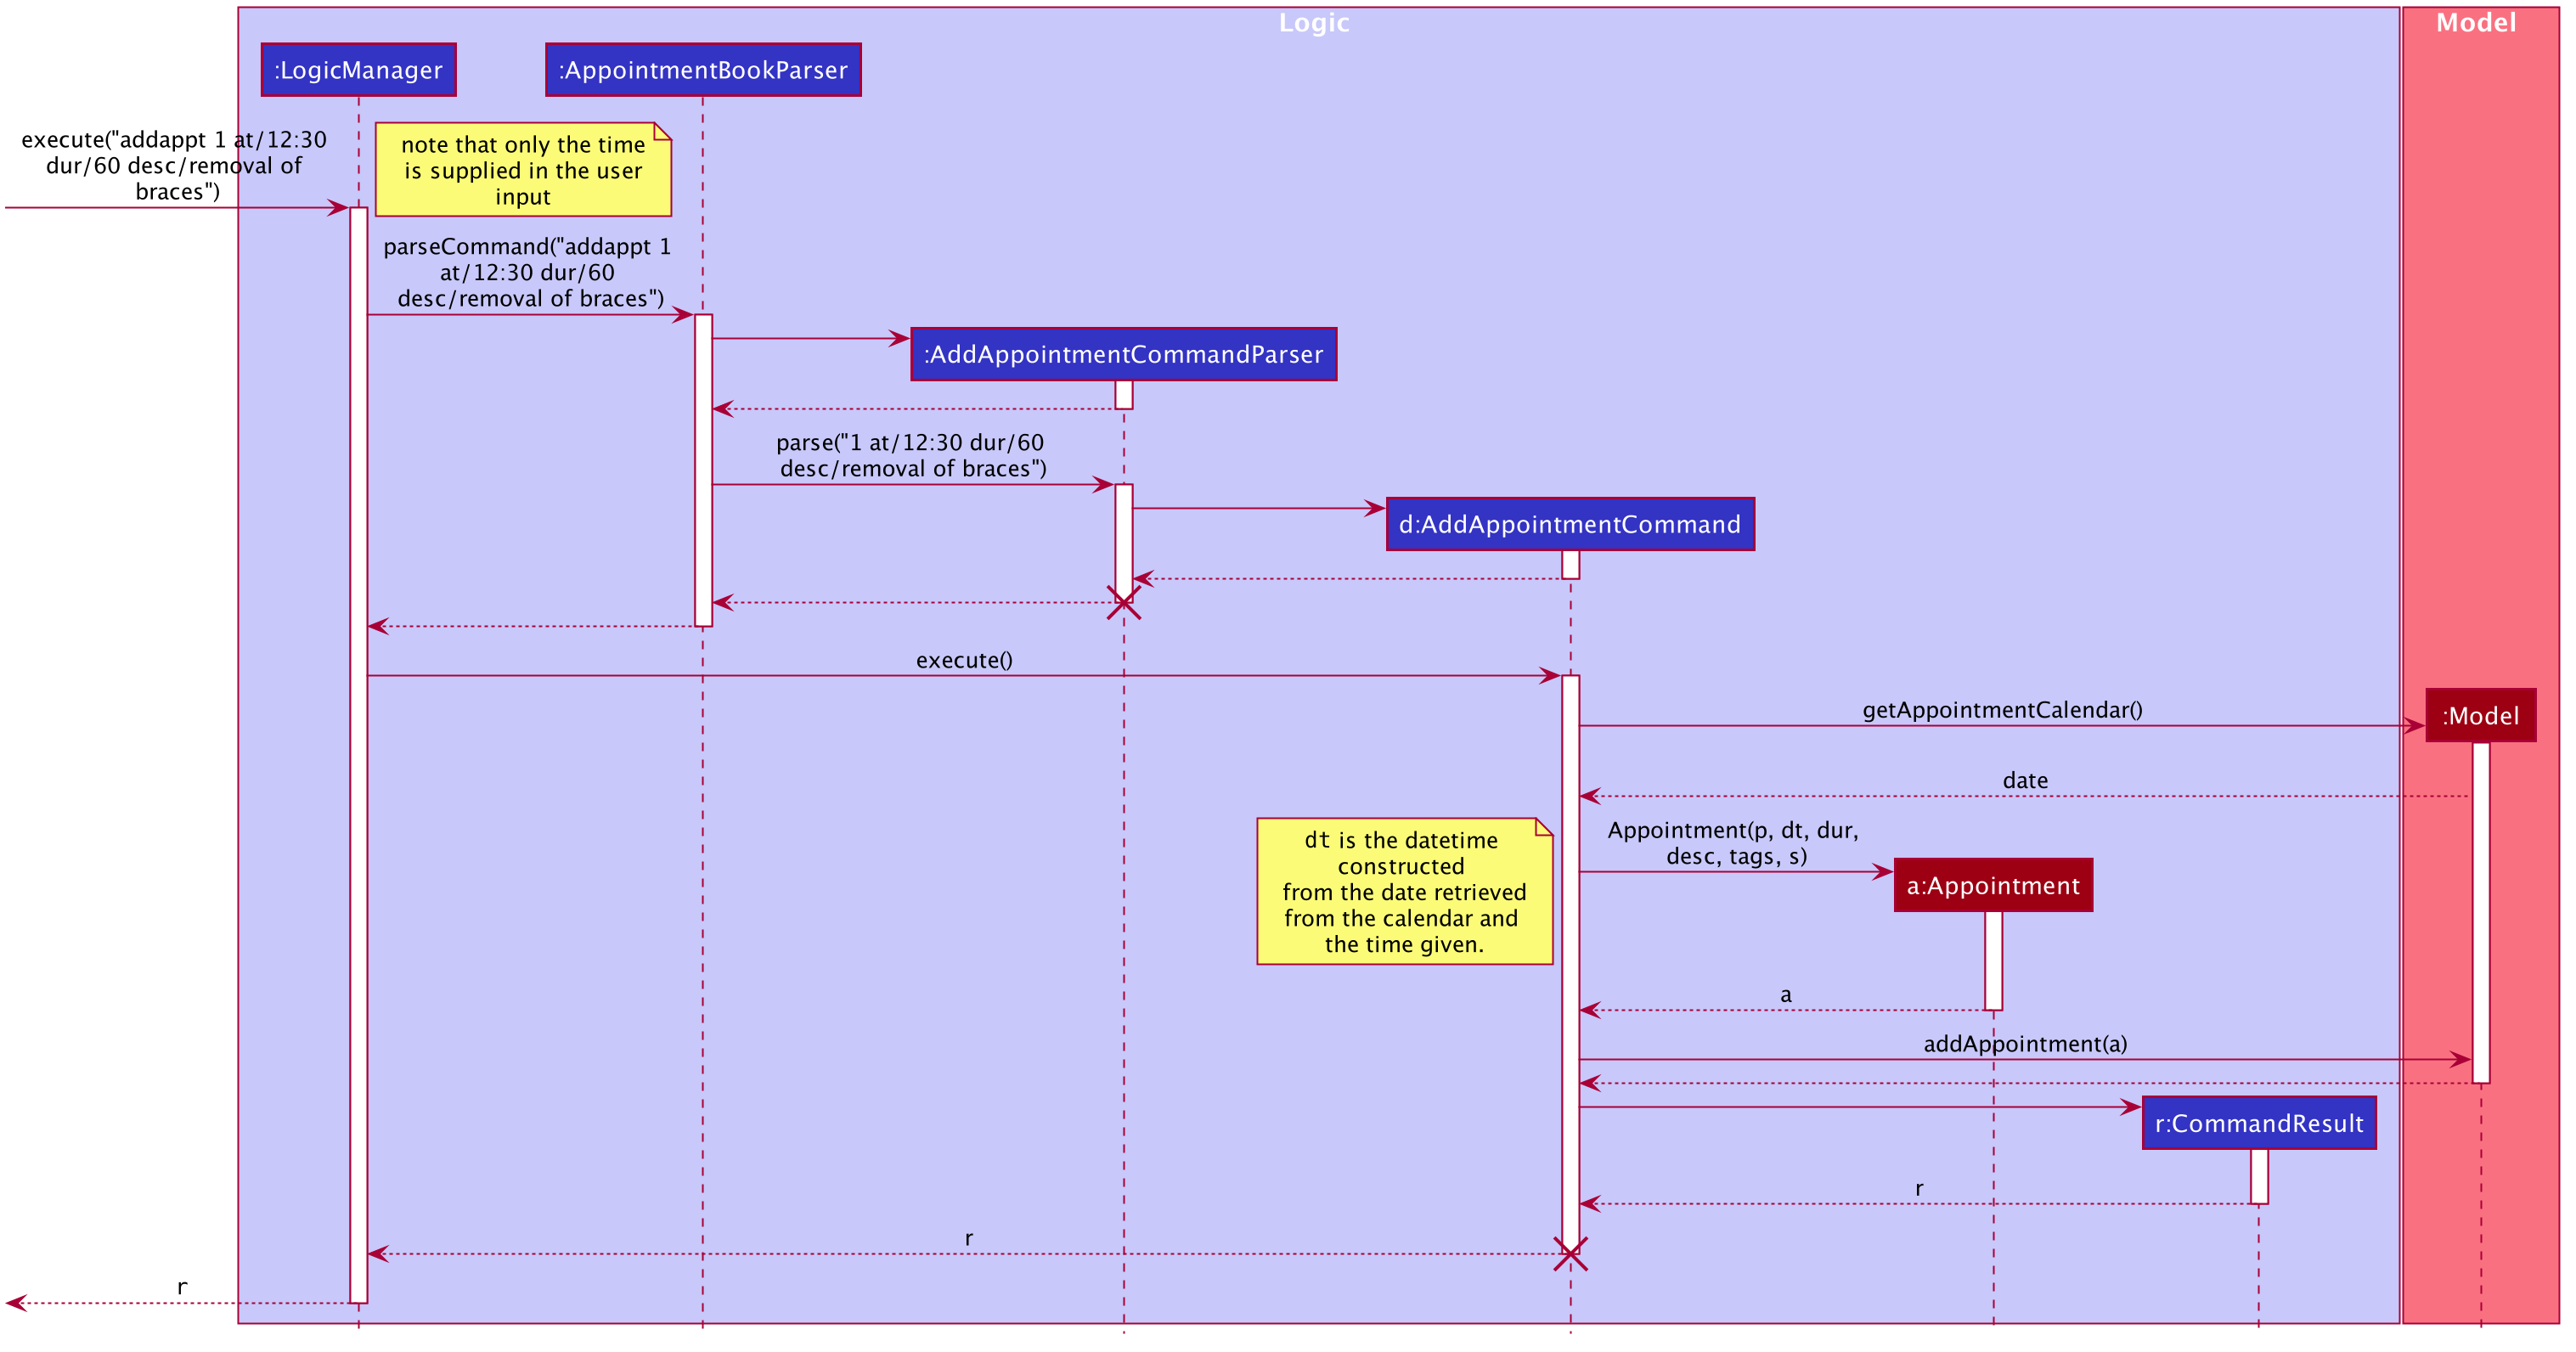 Logic
Model
:LogicManager
:AppointmentBookParser
execute("addappt 1 at/12:30
dur/60 desc/removal of
braces")
note that only the time
is supplied in the user
input
parseCommand("addappt 1
at/12:30 dur/60
desc/removal of braces")
:AddAppointmentCommandParser
parse("1 at/12:30 dur/60
desc/removal of braces")
d:AddAppointmentCommand
execute()
getAppointmentCalendar()
:Model
date
dt is the datetime
constructed
from the date retrieved
from the calendar and
the time given.
Appointment(p, dt, dur,
desc, tags, s)
a:Appointment
a
addAppointment(a)
r:CommandResult
r
r
r